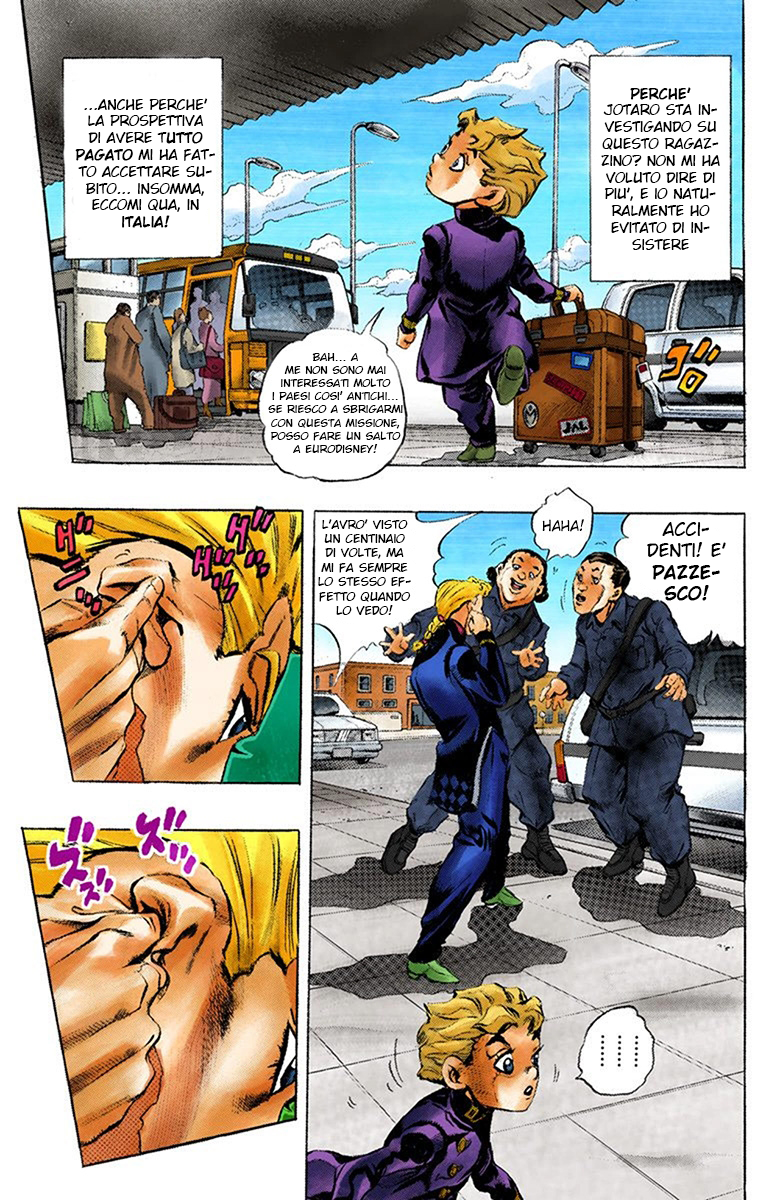 PERCHE'
JOTARO STA IN-
VESTIGANDO SU
QUESTO RAGAZ-
ZINO? NON MI HA
VOLUTO DIRE DI
PIU', E IO NATU-
RALMENTE HO
EVITATO DI IN-
SISTERE
...ANCHE PERCHE'
LA PROSPETTIVA
DI AVERE TUTTO
PAGATO MI HA FAT-
TO ACCETTARE SU-
BITO... INSOMMA,
ECCOMI QUA, IN
ITALIA!
BAH... A
ME NON SONO MAI
INTERESSATI MOLTO
I PAESI COSI' ANTICHI...
SE RIESCO A SBRIGARMI
CON QUESTA MISSIONE,
POSSO FARE UN SALTO
A EURODISNEY!
ゴロ
JAL
ACCI-
DENTI! E'
PAZZE-
SCO!
HAHA!
L'AVRO' VISTO
UN CENTINAIO
DI VOLTE, MA
MI FA SEMPRE
LO STESSO EF-
FETTO QUANDO
LO VEDO!